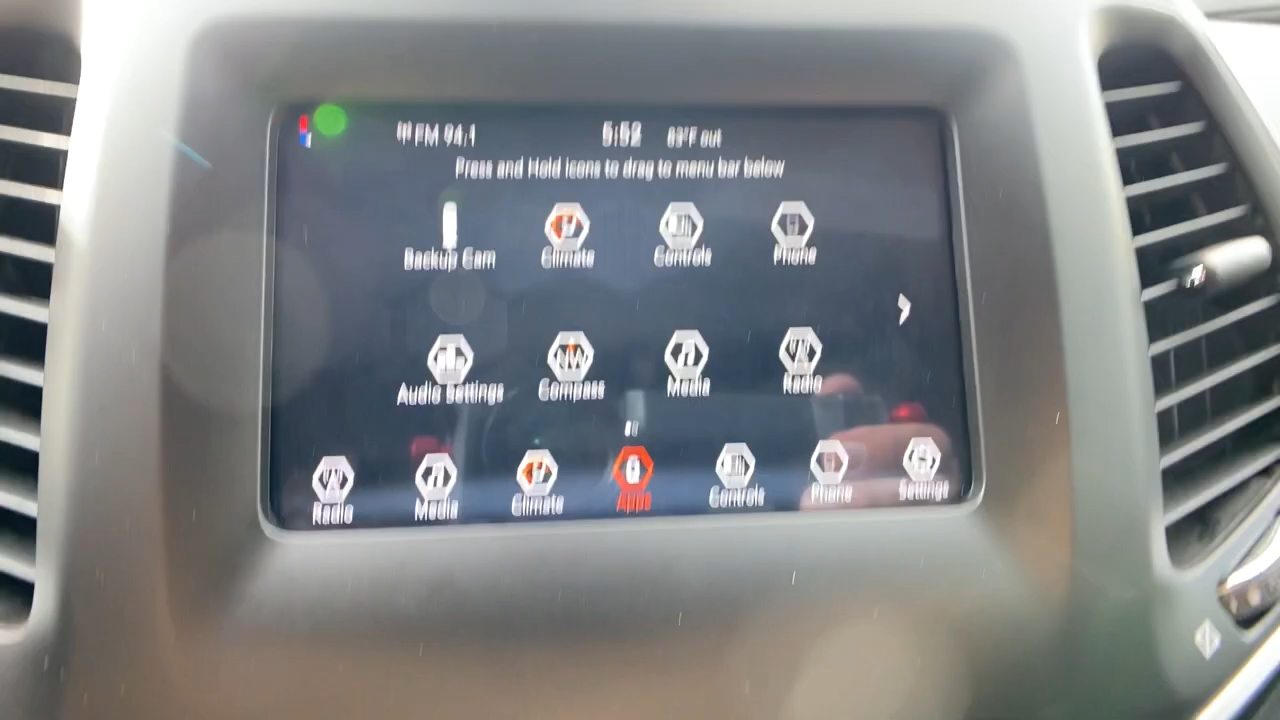 FM 94.1 5:52 89°F out
Press and Hold icons to drag to menu bar below
Backup Cam Climate Controls Phone
Audio Settings Compass Media Radio
Radio Media Climate Apps Controls Phone Settings